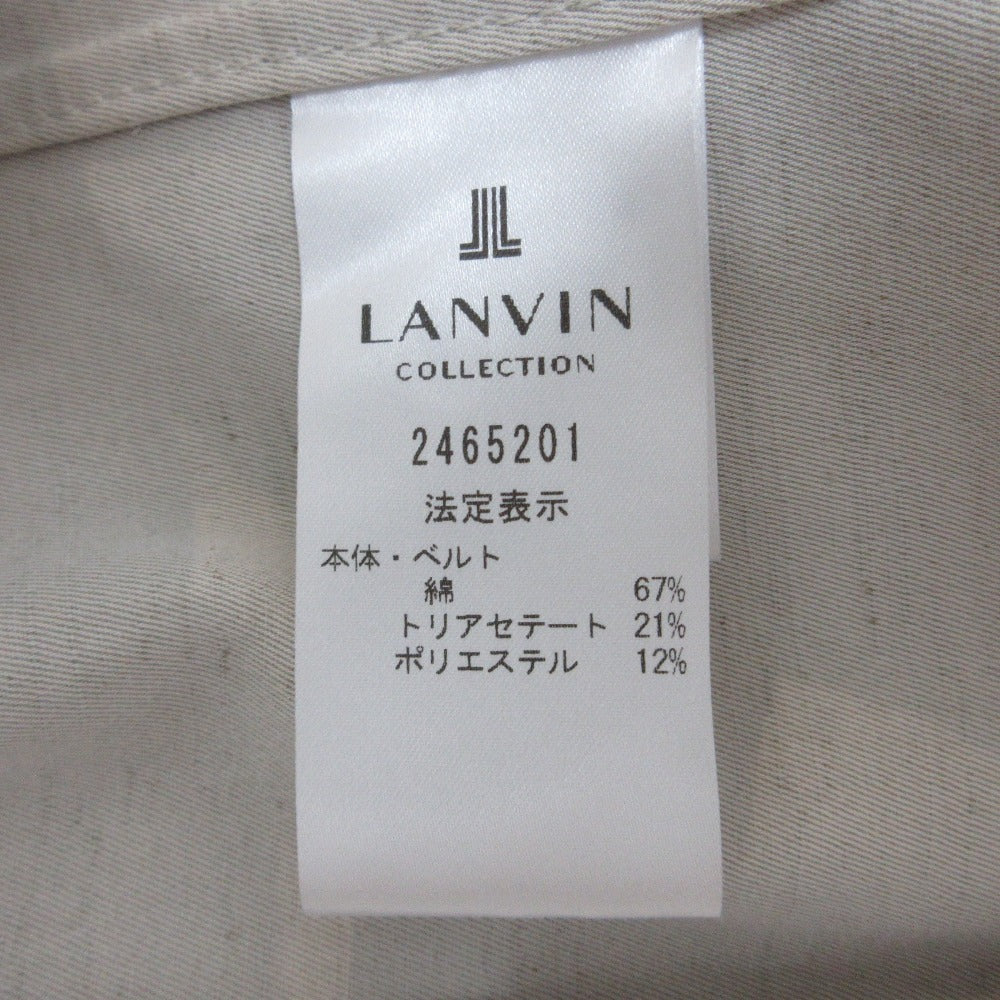 LANVIN
COLLECTION
2465201
法定表示
本体・ベルト
綿 67%
トリアセテート 21%
ポリエステル 12%